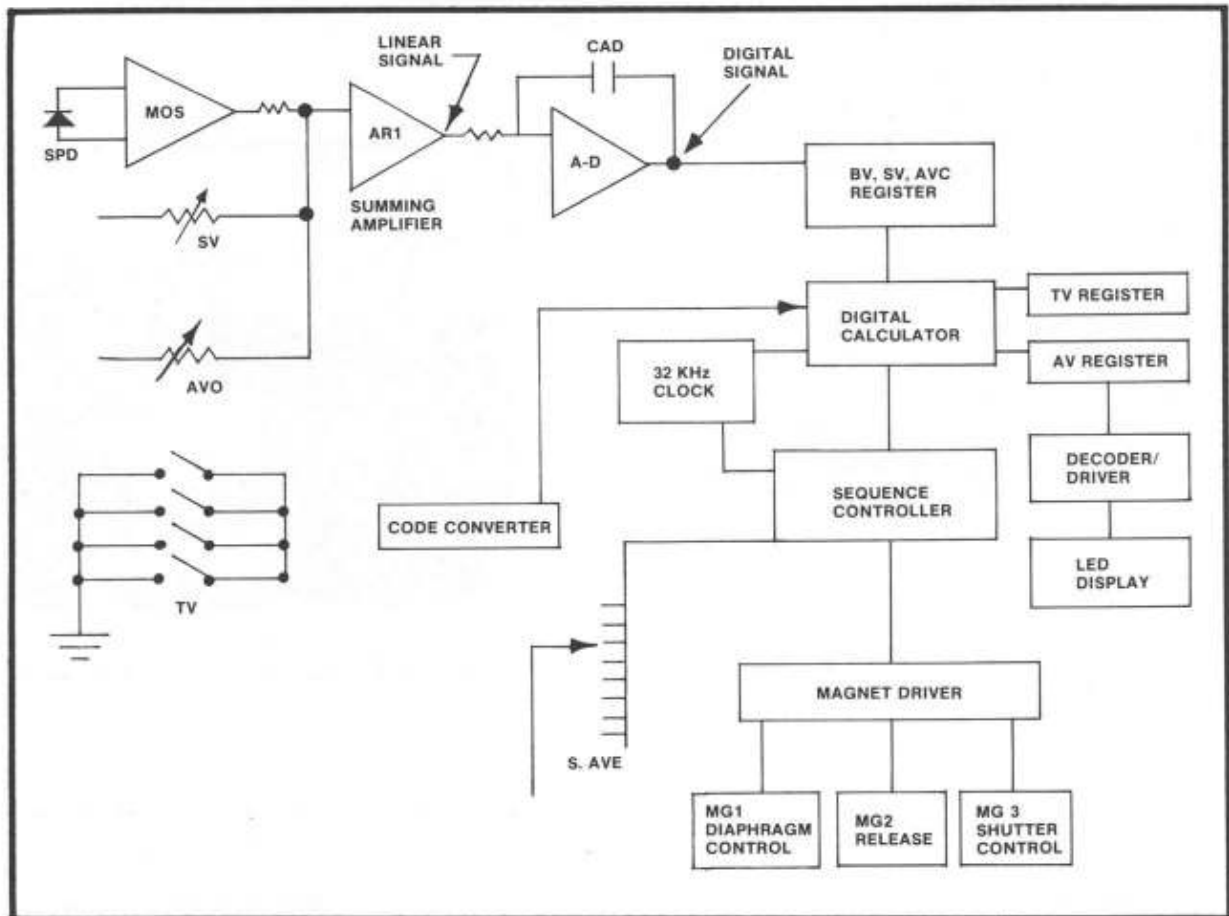 LINEAR
SIGNAL
CAD
DIGITAL
SIGNAL
MOS
SPD
AR1
A-D
SUMMING
AMPLIFIER
BV, SV, AVC
REGISTER
SV
AVO
DIGITAL
CALCULATOR
TV REGISTER
AV REGISTER
32 KHz
CLOCK
DECODER/
DRIVER
SEQUENCE
CONTROLLER
CODE CONVERTER
LED
DISPLAY
TV
MAGNET DRIVER
S. AVE
MG1
DIAPHRAGM
CONTROL
MG2
RELEASE
MG 3
SHUTTER
CONTROL